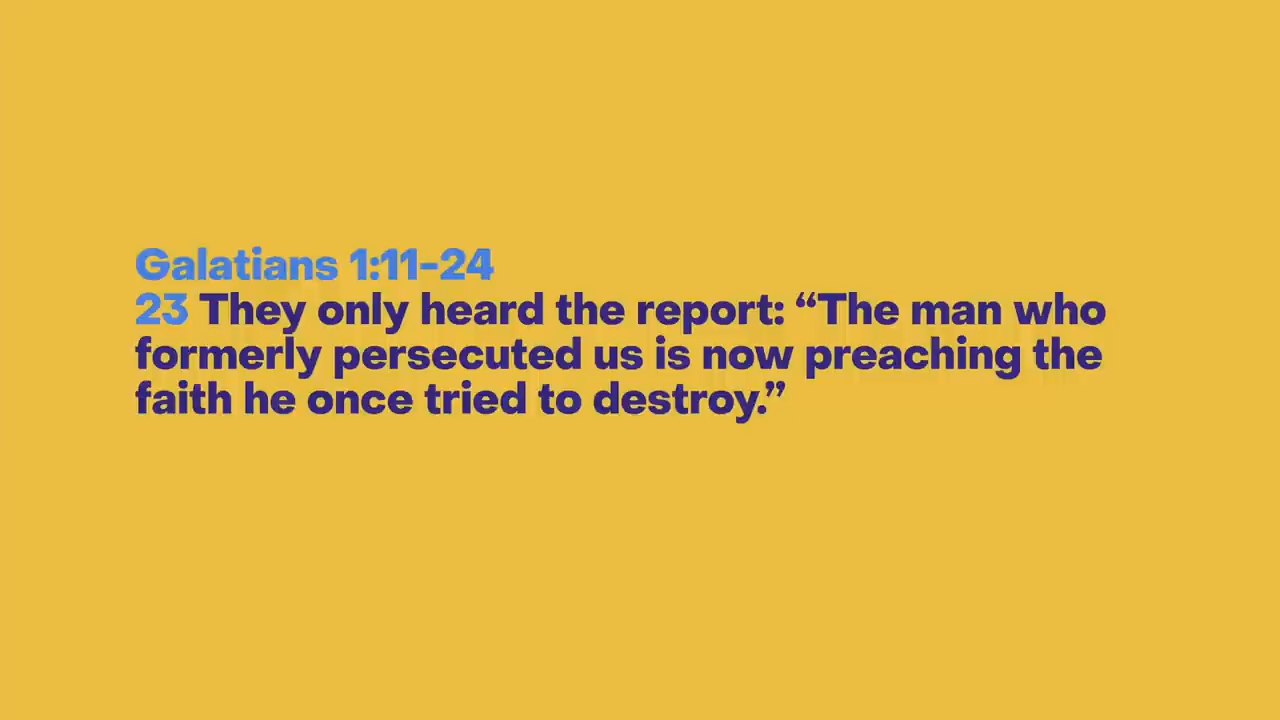 Galatians 1:11-24
23 They only heard the report: “The man who
formerly persecuted us is now preaching the
faith he once tried to destroy.”